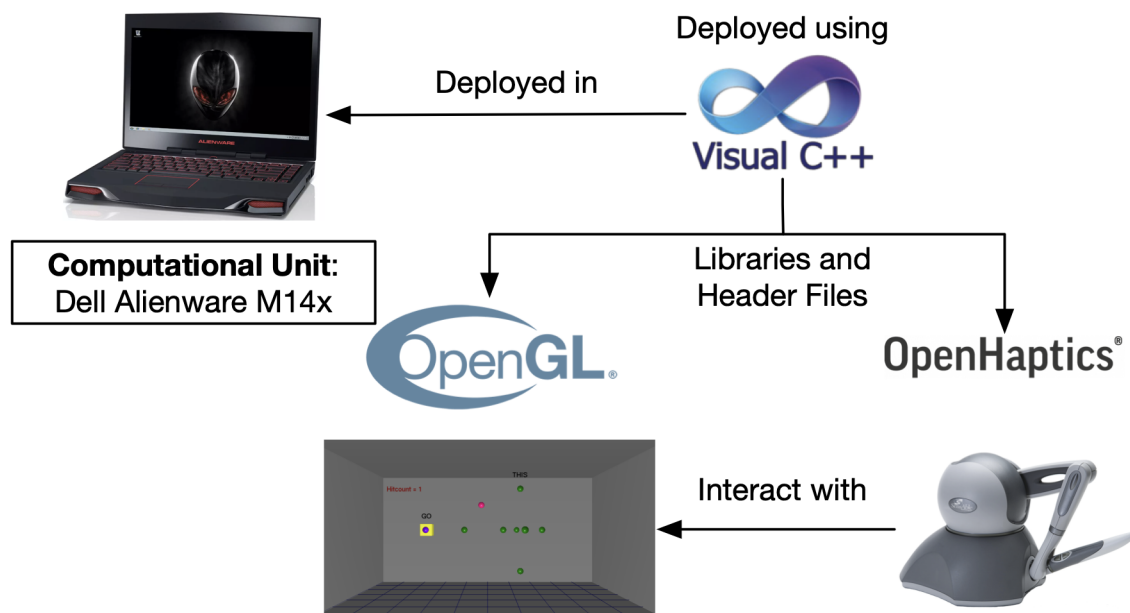 Deployed using
Deployed in
ALIENWARE
Visual C++
Computational Unit:
Dell Alienware M14x
Libraries and
Header Files
OpenGL®
OpenHaptics®
THIS
Hitcount = 1
GO
Interact with